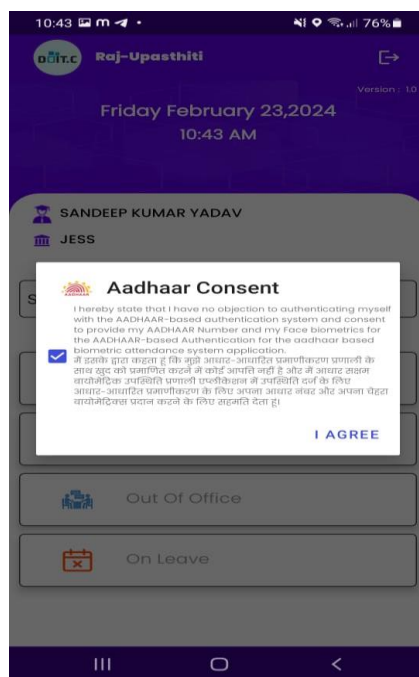 10:43
76%
DOIT.C Raj-Upasthiti
Version : 1.0
Friday February 23,2024
10:43 AM
SANDEEP KUMAR YADAV
JESS
S
AADHAAR
Aadhaar Consent
I hereby state that I have no objection to authenticating myself
with the AADHAAR-based authentication system and consent
to provide my AADHAAR Number and my Face biometrics for
the AADHAAR-based Authentication for the aadhaar based
biometric attendance system application.
में इसके द्वारा कहता हूं कि मुझे आधार-आधारित प्रमाणीकरण प्रणाली के
साथ खुद को प्रमाणित करने में कोई आपत्ति नहीं है और में आधार सक्षम
बायोमेट्रिक उपस्थिति प्रणाली एप्लीकेशन में उपस्थिति दर्ज के लिए
आधार-आधारित प्रमाणीकरण के लिए अपना आधार नंबर और अपना चेहरा
बायोमेट्रिक्स प्रदान करने के लिए सहमति देता हूं।
I AGREE
Out Of Office
On Leave